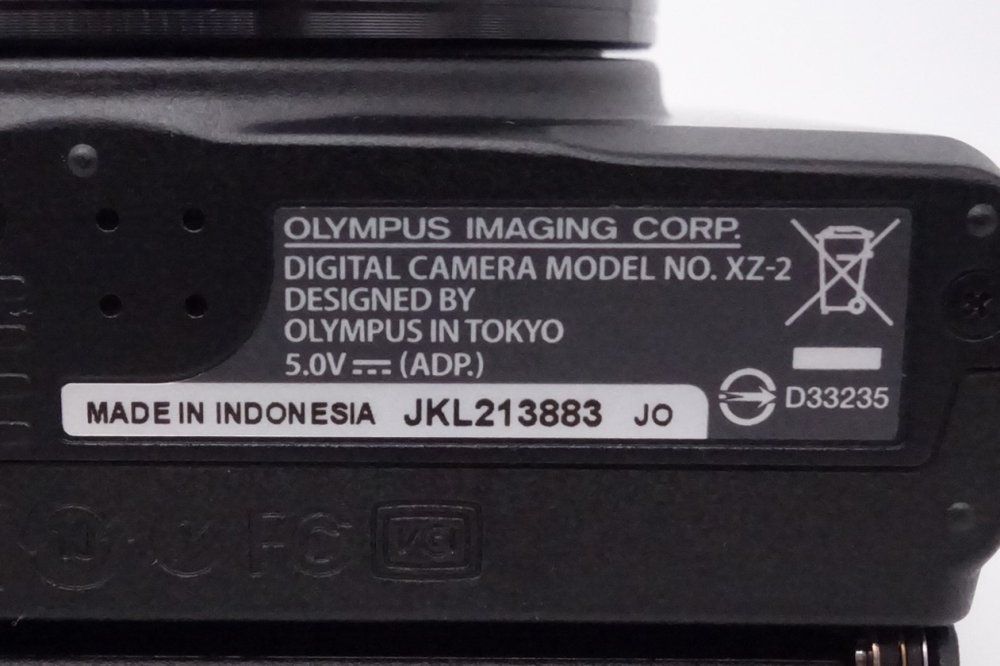 OLYMPUS IMAGING CORP.
DIGITAL CAMERA MODEL NO. XZ-2
DESIGNED BY
OLYMPUS IN TOKYO
5.0V ⎓ (ADP.)
D33235
MADE IN INDONESIA JKL213883 JO
FC
VCI